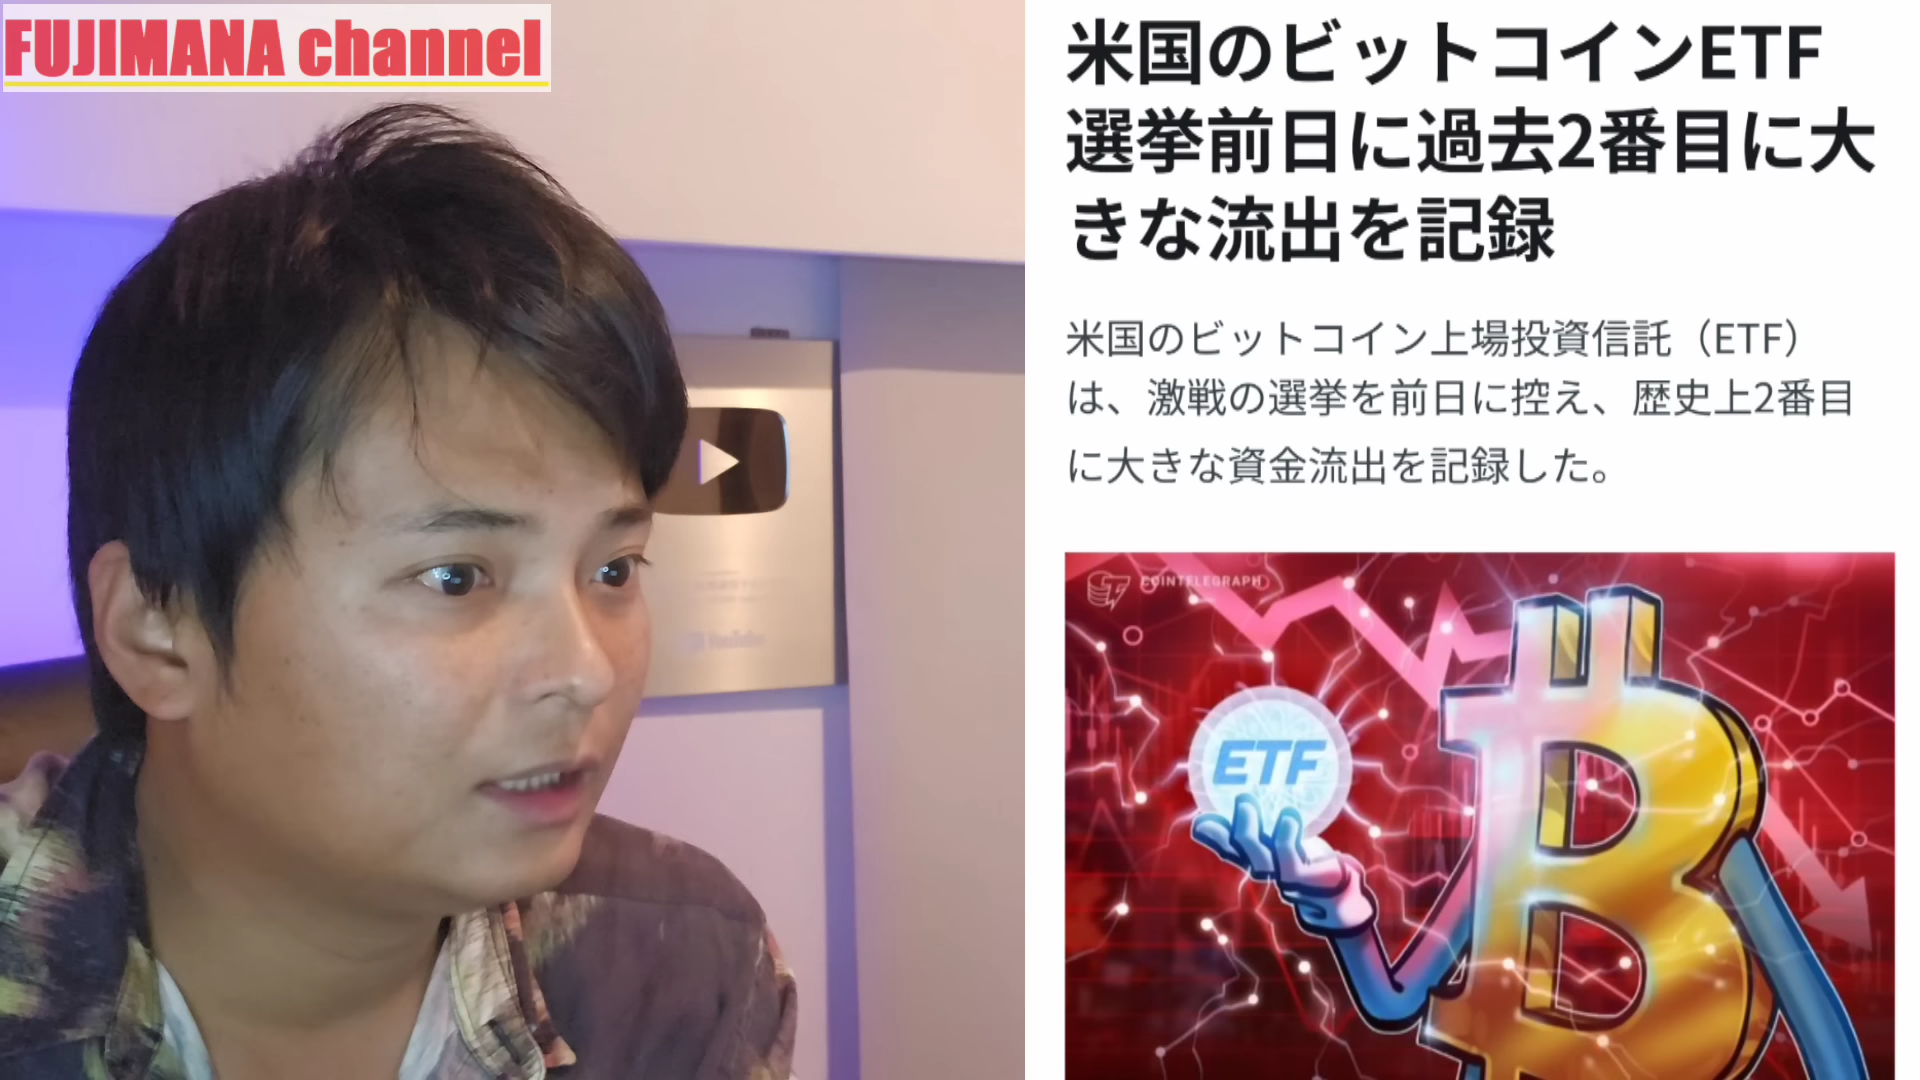 FUJIMANA channel
米国のビットコインETF
選挙前日に過去2番目に大
きな流出を記録
米国のビットコイン上場投資信託（ETF）
は、激戦の選挙を前日に控え、歴史上2番目
に大きな資金流出を記録した。
COINTELEGRAPH
ETF
YouTube